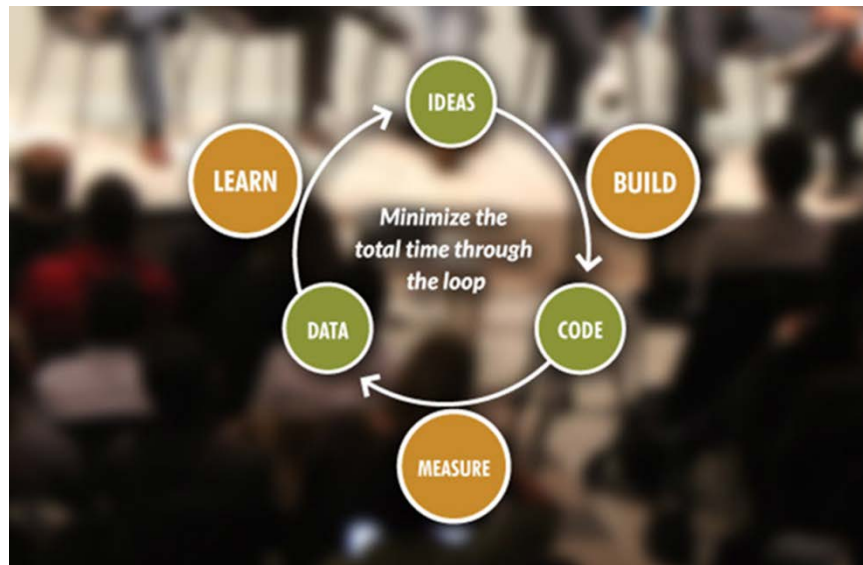 IDEAS
LEARN
BUILD
Minimize the
total time through
the loop
DATA
CODE
MEASURE